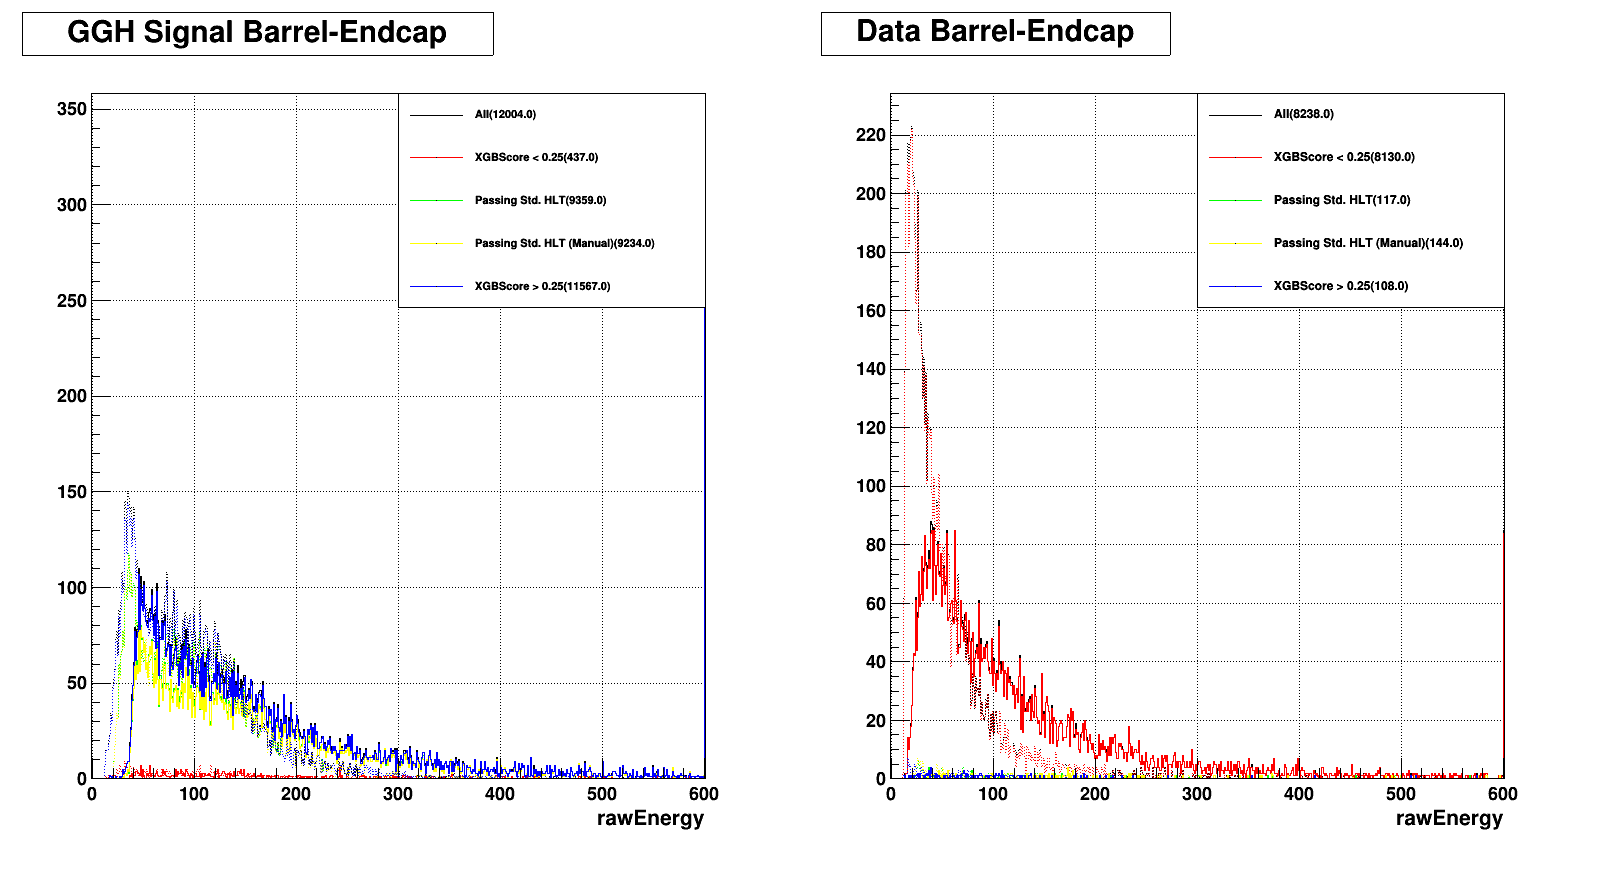 GGH Signal Barrel-Endcap
350
300
250
200
150
100
50
0
0 100 200 300 400 500 600
rawEnergy
All(12004.0)
XGBScore < 0.25(437.0)
Passing Std. HLT(9359.0)
Passing Std. HLT (Manual)(9234.0)
XGBScore > 0.25(11567.0)
Data Barrel-Endcap
220
200
180
160
140
120
100
80
60
40
20
0
0 100 200 300 400 500 600
rawEnergy
All(8238.0)
XGBScore < 0.25(8130.0)
Passing Std. HLT(117.0)
Passing Std. HLT (Manual)(144.0)
XGBScore > 0.25(108.0)